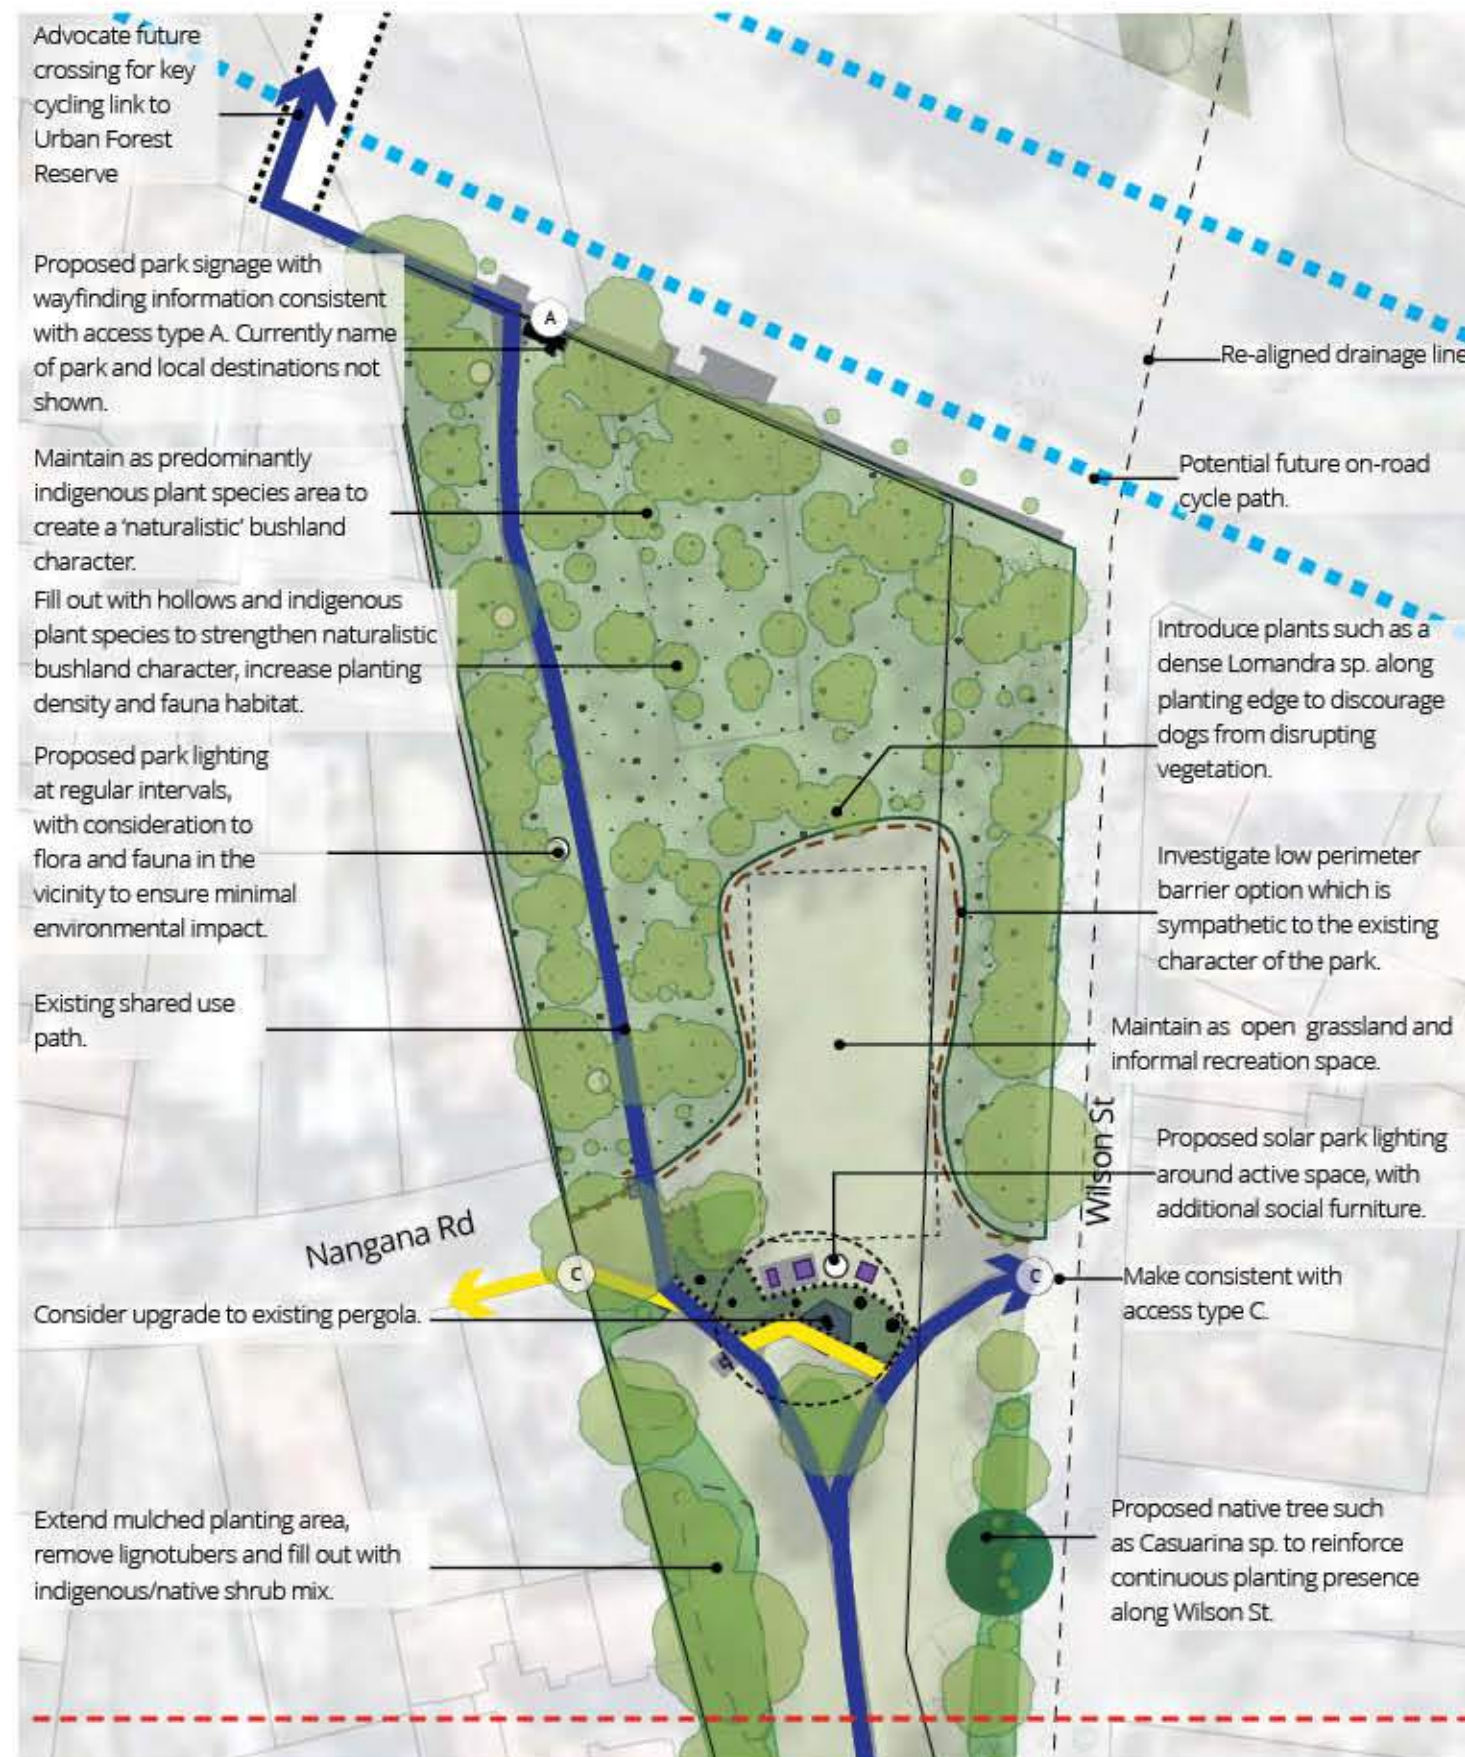 Advocate future
crossing for key
cycling link to
Urban Forest
Reserve
Proposed park signage with
wayfinding information consistent
with access type A. Currently name
of park and local destinations not
shown.
Maintain as predominantly
indigenous plant species area to
create a ‘naturalistic’ bushland
character.
Fill out with hollows and indigenous
plant species to strengthen naturalistic
bushland character, increase planting
density and fauna habitat.
Proposed park lighting
at regular intervals,
with consideration to
flora and fauna in the
vicinity to ensure minimal
environmental impact.
Existing shared use
path.
Nangana Rd
Consider upgrade to existing pergola.
Extend mulched planting area,
remove lignotubers and fill out with
indigenous/native shrub mix.
A
C
C
Re-aligned drainage line
Potential future on-road
cycle path.
Introduce plants such as a
dense Lomandra sp. along
planting edge to discourage
dogs from disrupting
vegetation.
Investigate low perimeter
barrier option which is
sympathetic to the existing
character of the park.
Maintain as open grassland and
informal recreation space.
Wilson St
Proposed solar park lighting
around active space, with
additional social furniture.
Make consistent with
access type C.
Proposed native tree such
as Casuarina sp. to reinforce
continuous planting presence
along Wilson St.